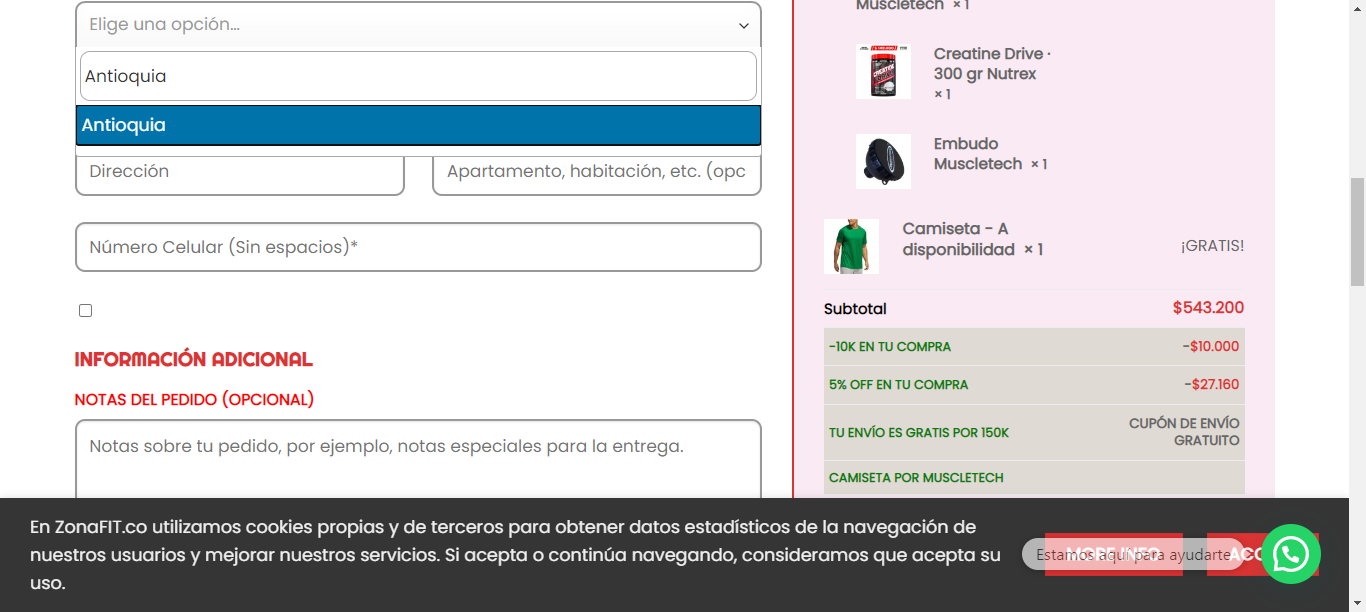 Elige una opción...
Antioquia
Antioquia
Dirección
Apartamento, habitación, etc. (opc
Número Celular (Sin espacios)*
INFORMACIÓN ADICIONAL
NOTAS DEL PEDIDO (OPCIONAL)
Notas sobre tu pedido, por ejemplo, notas especiales para la entrega.
Muscletech × 1
Creatine Drive ·
300 gr Nutrex
× 1
Embudo
Muscletech × 1
Camiseta - A
disponibilidad × 1
¡GRATIS!
Subtotal
$543.200
-10K EN TU COMPRA
-$10.000
5% OFF EN TU COMPRA
-$27.160
TU ENVÍO ES GRATIS POR 150K
CUPÓN DE ENVÍO
GRATUITO
CAMISETA POR MUSCLETECH
En ZonaFIT.co utilizamos cookies propias y de terceros para obtener datos estadísticos de la navegación de
nuestros usuarios y mejorar nuestros servicios. Si acepta o continúa navegando, consideramos que acepta su
uso.
MORE INFO
Estamos aquí para ayudarte